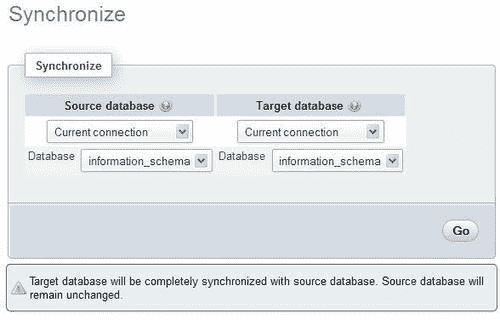 Synchronize
Synchronize
Source database Target database
Current connection Current connection
Database information_schema Database information_schema
Go
Target database will be completely synchronized with source database. Source database will
remain unchanged.